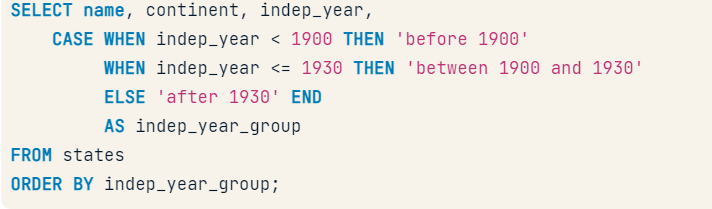 SELECT name, continent, indep_year,
    CASE WHEN indep_year < 1900 THEN 'before 1900'
         WHEN indep_year <= 1930 THEN 'between 1900 and 1930'
         ELSE 'after 1930' END
         AS indep_year_group
FROM states
ORDER BY indep_year_group;